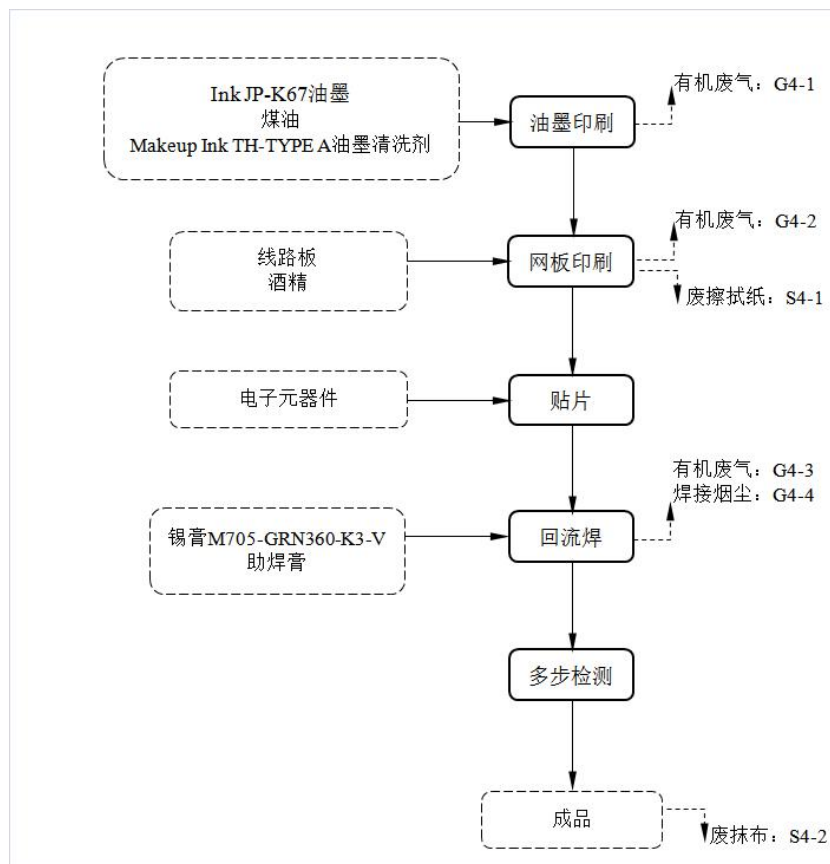 Ink JP-K67油墨
煤油
Makeup Ink TH-TYPE A油墨清洗剂
油墨印刷
有机废气：G4-1
线路板
酒精
网板印刷
有机废气：G4-2
废擦拭纸：S4-1
电子元器件
贴片
锡膏M705-GRN360-K3-V
助焊膏
回流焊
有机废气：G4-3
焊接烟尘：G4-4
多步检测
成品
废抹布：S4-2